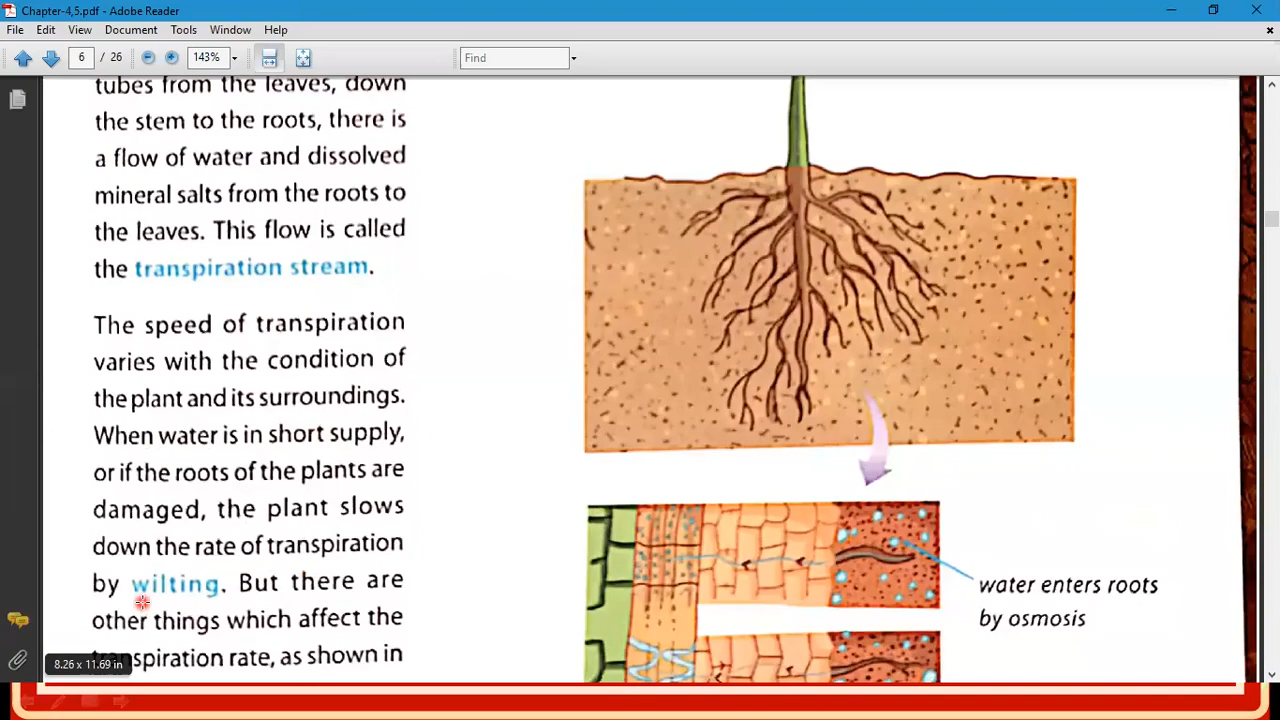 Chapter-4,5.pdf - Adobe Reader
File Edit View Document Tools Window Help
6 / 26 143% Find
tubes from the leaves, down
the stem to the roots, there is
a flow of water and dissolved
mineral salts from the roots to
the leaves. This flow is called
the transpiration stream.
The speed of transpiration
varies with the condition of
the plant and its surroundings.
When water is in short supply,
or if the roots of the plants are
damaged, the plant slows
down the rate of transpiration
by wilting. But there are
other things which affect the
transpiration rate, as shown in
8.26 x 11.69 in
water enters roots
by osmosis